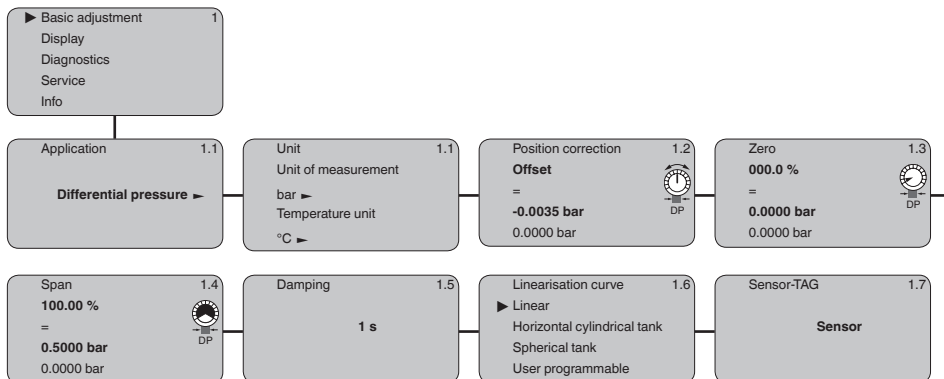 Basic adjustment 1
Display
Diagnostics
Service
Info
Application 1.1
Differential pressure
Unit 1.1
Unit of measurement
bar
Temperature unit
°C
Position correction 1.2
Offset
=
-0.0035 bar
0.0000 bar
DP
Zero 1.3
000.0 %
=
0.0000 bar
0.0000 bar
DP
Span 1.4
100.00 %
=
0.5000 bar
0.0000 bar
DP
Damping 1.5
1 s
Linearisation curve 1.6
Linear
Horizontal cylindrical tank
Spherical tank
User programmable
Sensor-TAG 1.7
Sensor